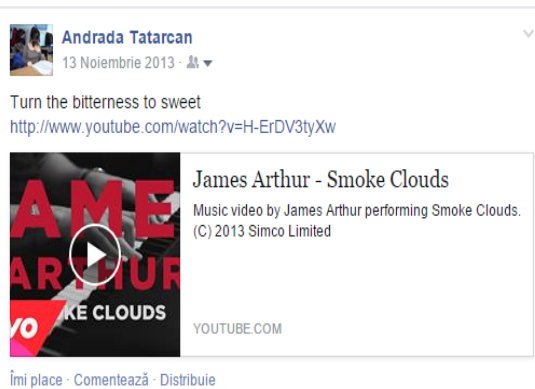 Andrada Tatarcan
13 Noiembrie 2013 ·
Turn the bitterness to sweet
http://www.youtube.com/watch?v=H-ErDV3tyXw
AME
ARTHUR
KE CLOUDS
VO
James Arthur - Smoke Clouds
Music video by James Arthur performing Smoke Clouds.
(C) 2013 Simco Limited
YOUTUBE.COM
Îmi place · Comentează · Distribuie